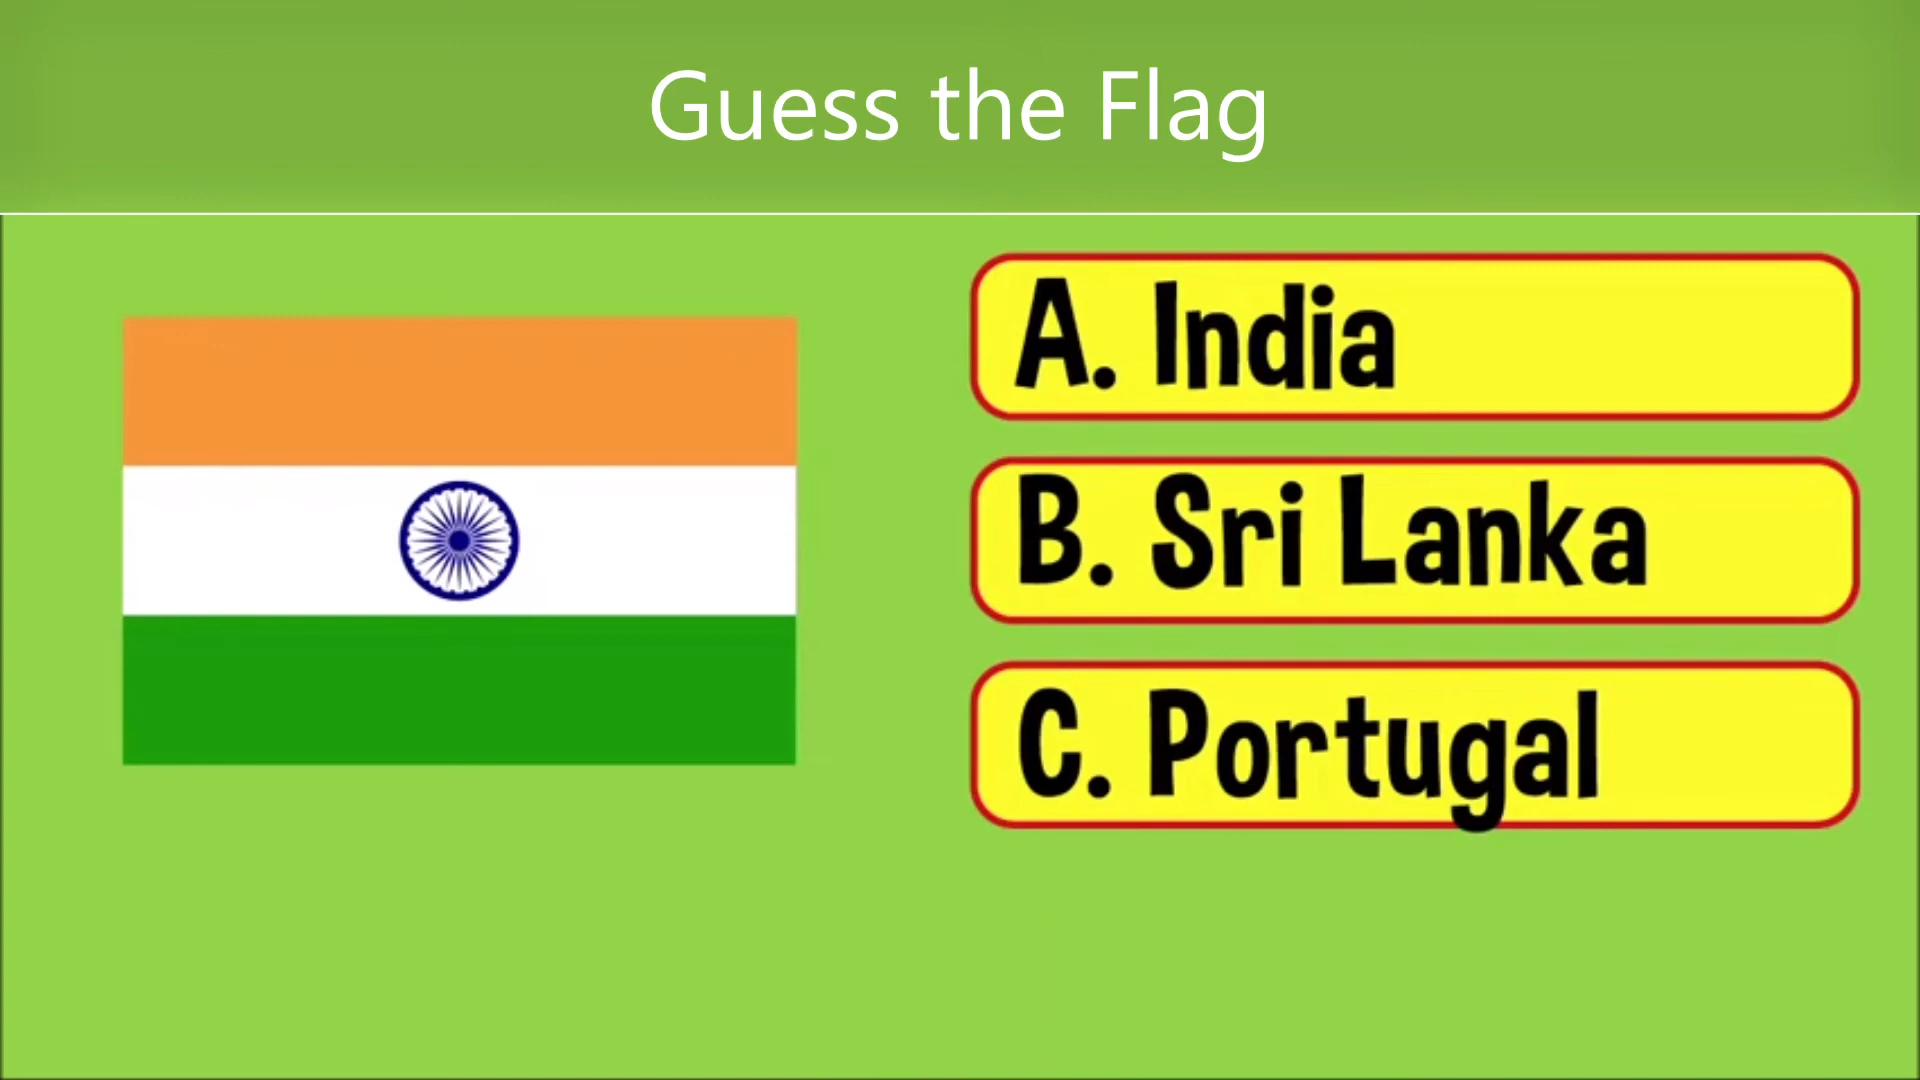 Guess the Flag
A. India
B. Sri Lanka
C. Portugal